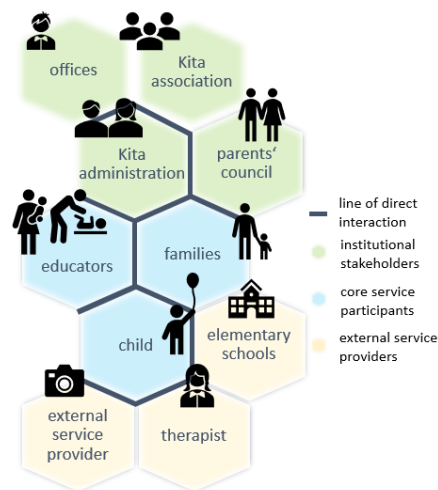 offices
Kita
association
Kita
administration
parents‘
council
educators
families
child
elementary
schools
external
service
provider
therapist
line of direct
interaction
institutional
stakeholders
core service
participants
external service
providers